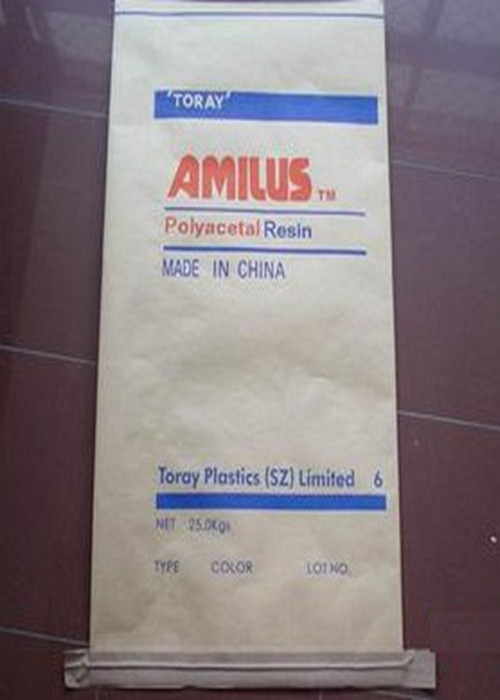 'TORAY'
AMILUS TM
Polyacetal Resin
MADE IN CHINA
Toray Plastics (SZ) Limited 6
NET 25.0Kgs
TYPE COLOR LOT NO.